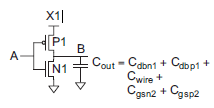 X1
P1
A
B
N1
Cout = Cdbn1 + Cdbp1 +
Cwire +
Cgsn2 + Cgsp2